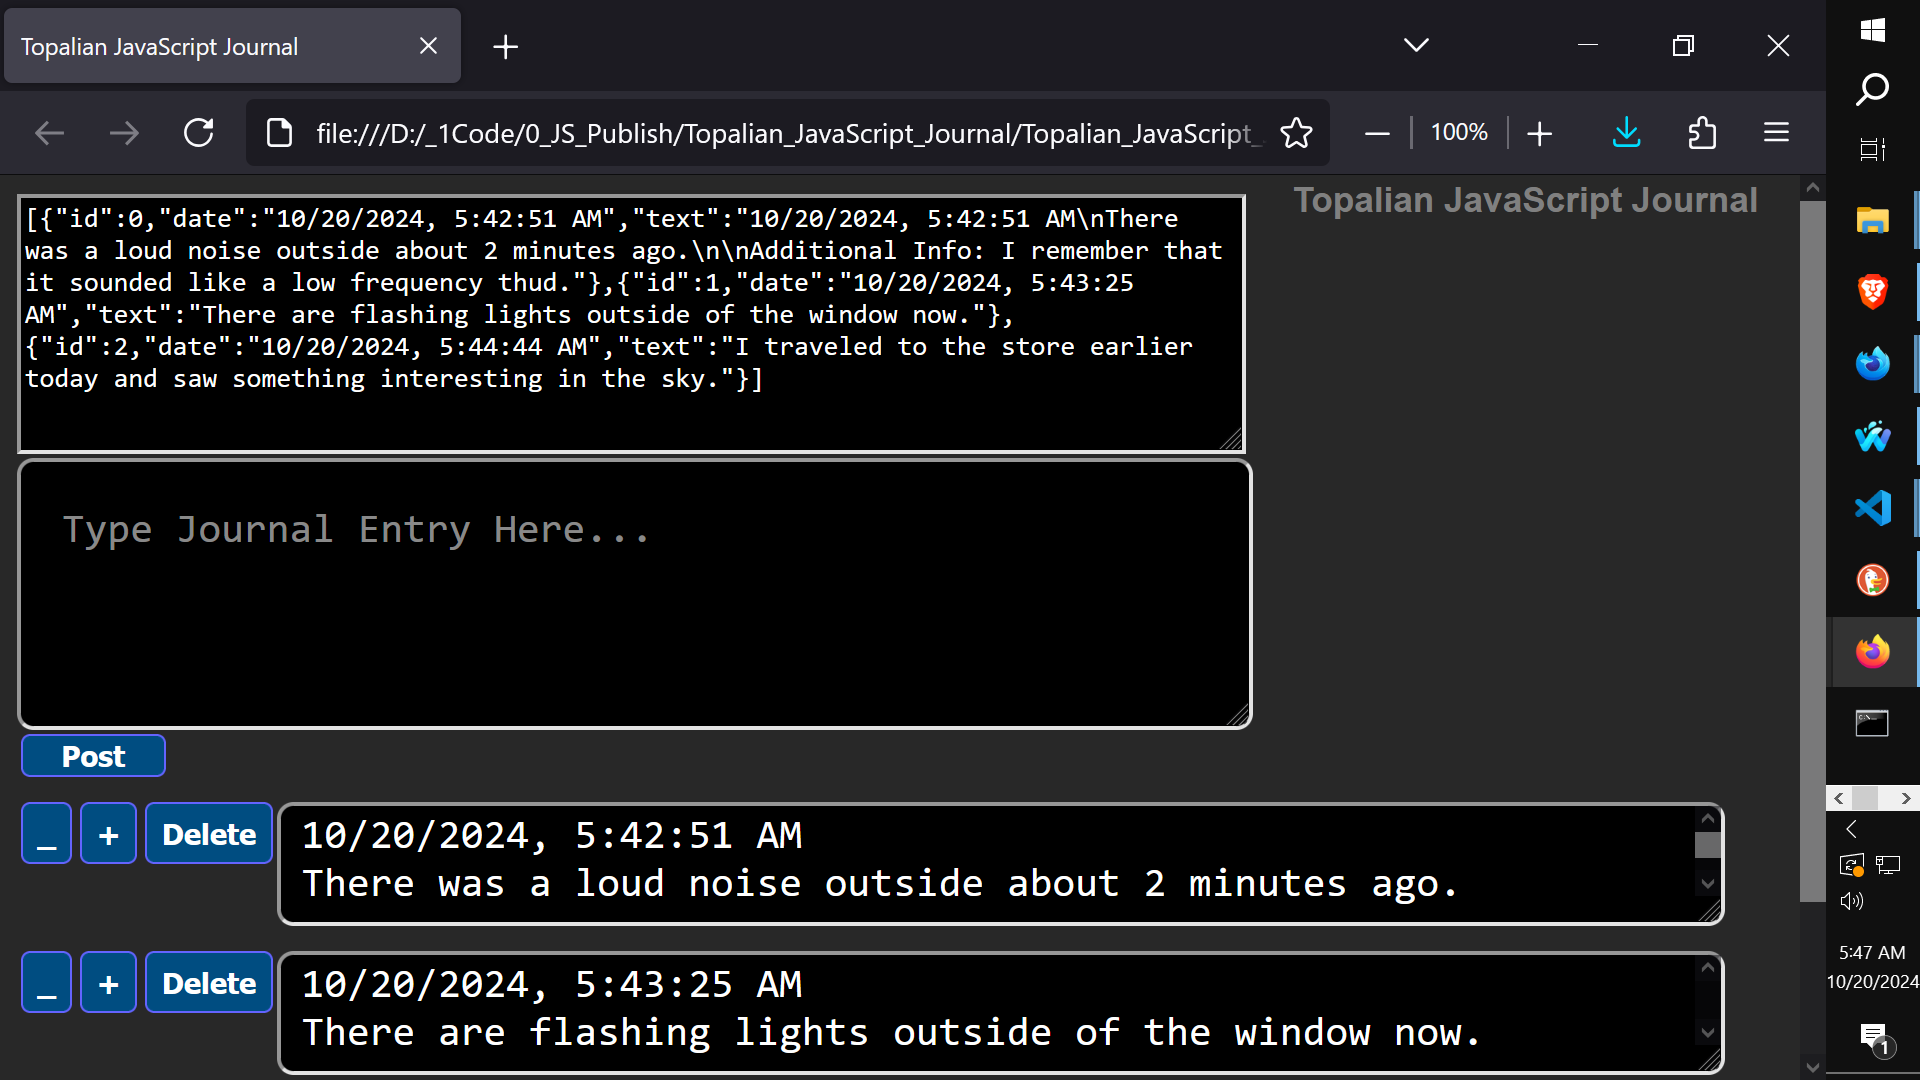 Topalian JavaScript Journal
file:///D:/_1Code/0_JS_Publish/Topalian_JavaScript_Journal/Topalian_JavaScript_
100%
[{"id":0,"date":"10/20/2024, 5:42:51 AM","text":"10/20/2024, 5:42:51 AM\nThere
was a loud noise outside about 2 minutes ago.\n\nAdditional Info: I remember that
it sounded like a low frequency thud."},{"id":1,"date":"10/20/2024, 5:43:25
AM","text":"There are flashing lights outside of the window now."},
{"id":2,"date":"10/20/2024, 5:44:44 AM","text":"I traveled to the store earlier
today and saw something interesting in the sky."}]
Topalian JavaScript Journal
Type Journal Entry Here...
Post
_ + Delete
10/20/2024, 5:42:51 AM
There was a loud noise outside about 2 minutes ago.
_ + Delete
10/20/2024, 5:43:25 AM
There are flashing lights outside of the window now.
5:47 AM
10/20/2024
1